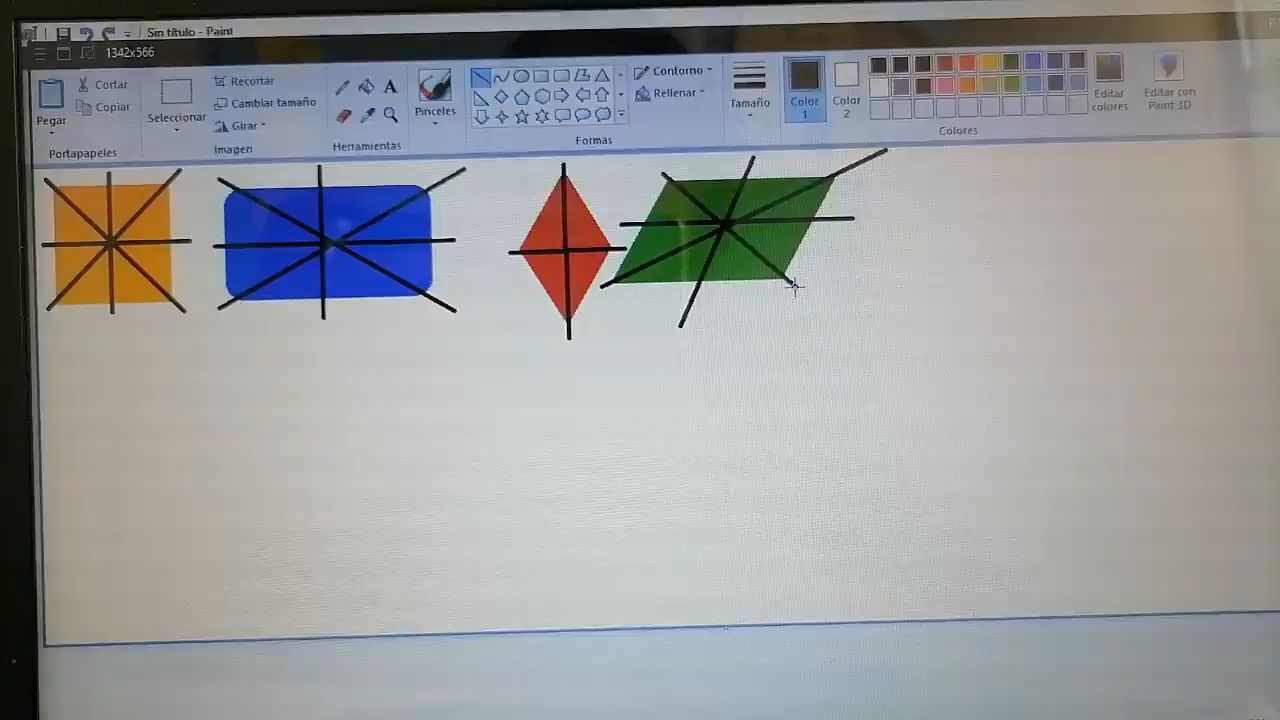 Sin título - Paint
1342x566
Pegar
Cortar
Copiar
Portapapeles
Seleccionar
Recortar
Cambiar tamaño
Girar
Imagen
A
Herramientas
Pinceles
Contorno
Rellenar
Formas
Tamaño
Color
1
Color
2
Colores
Editar
colores
Editar con
Paint 3D